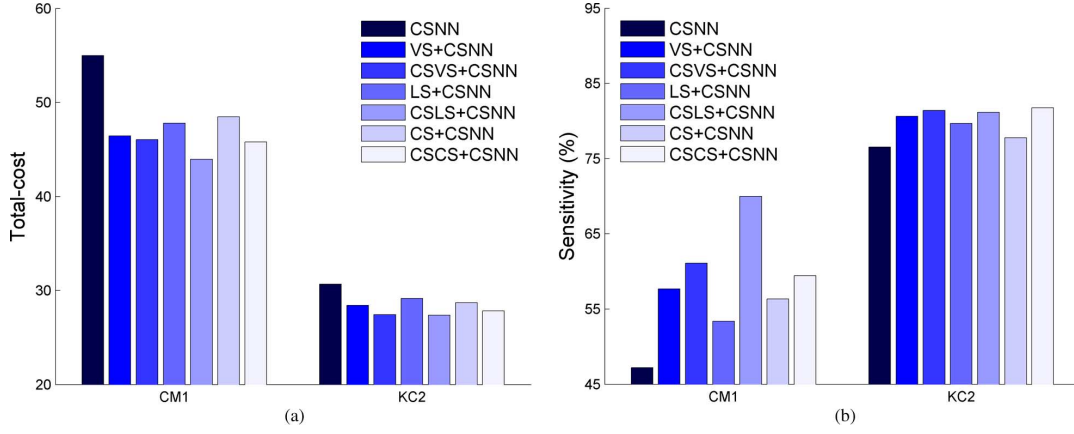 60
50
40
30
20
Total-cost
CSNN
VS+CSNN
CSVS+CSNN
LS+CSNN
CSLS+CSNN
CS+CSNN
CSCS+CSNN
CM1
KC2
(a)
95
85
75
65
55
45
Sensitivity (%)
CSNN
VS+CSNN
CSVS+CSNN
LS+CSNN
CSLS+CSNN
CS+CSNN
CSCS+CSNN
CM1
KC2
(b)